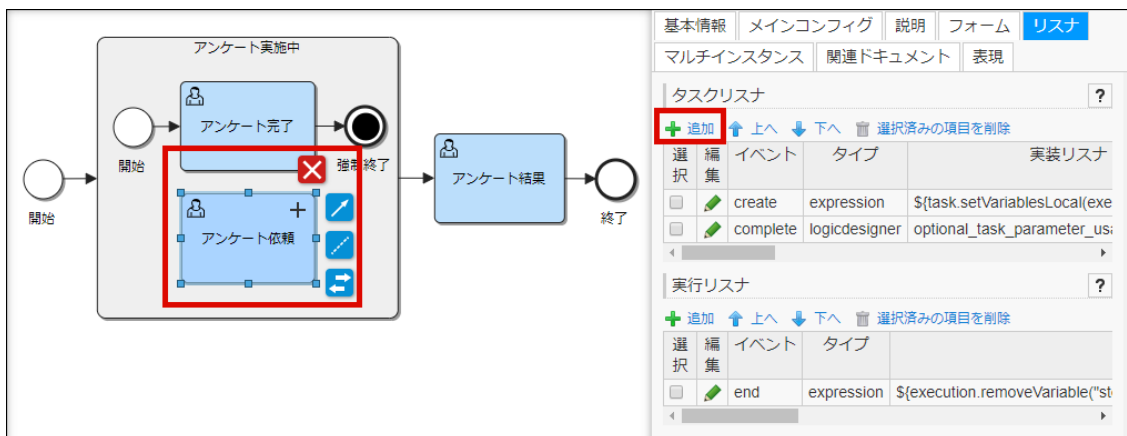 アンケート実施中
アンケート完了
開始
強制終了
アンケート依頼
開始
アンケート結果
終了
基本情報 メインコンフィグ 説明 フォーム リスナ
マルチインスタンス 関連ドキュメント 表現
タスクリスナ ?
追加 上へ 下へ 選択済みの項目を削除
選択 編集 イベント タイプ 実装リスナ
create expression ${task.setVariablesLocal(exe
complete logicdesigner optional_task_parameter_usa
実行リスナ ?
追加 上へ 下へ 選択済みの項目を削除
選択 編集 イベント タイプ
end expression ${execution.removeVariable("st